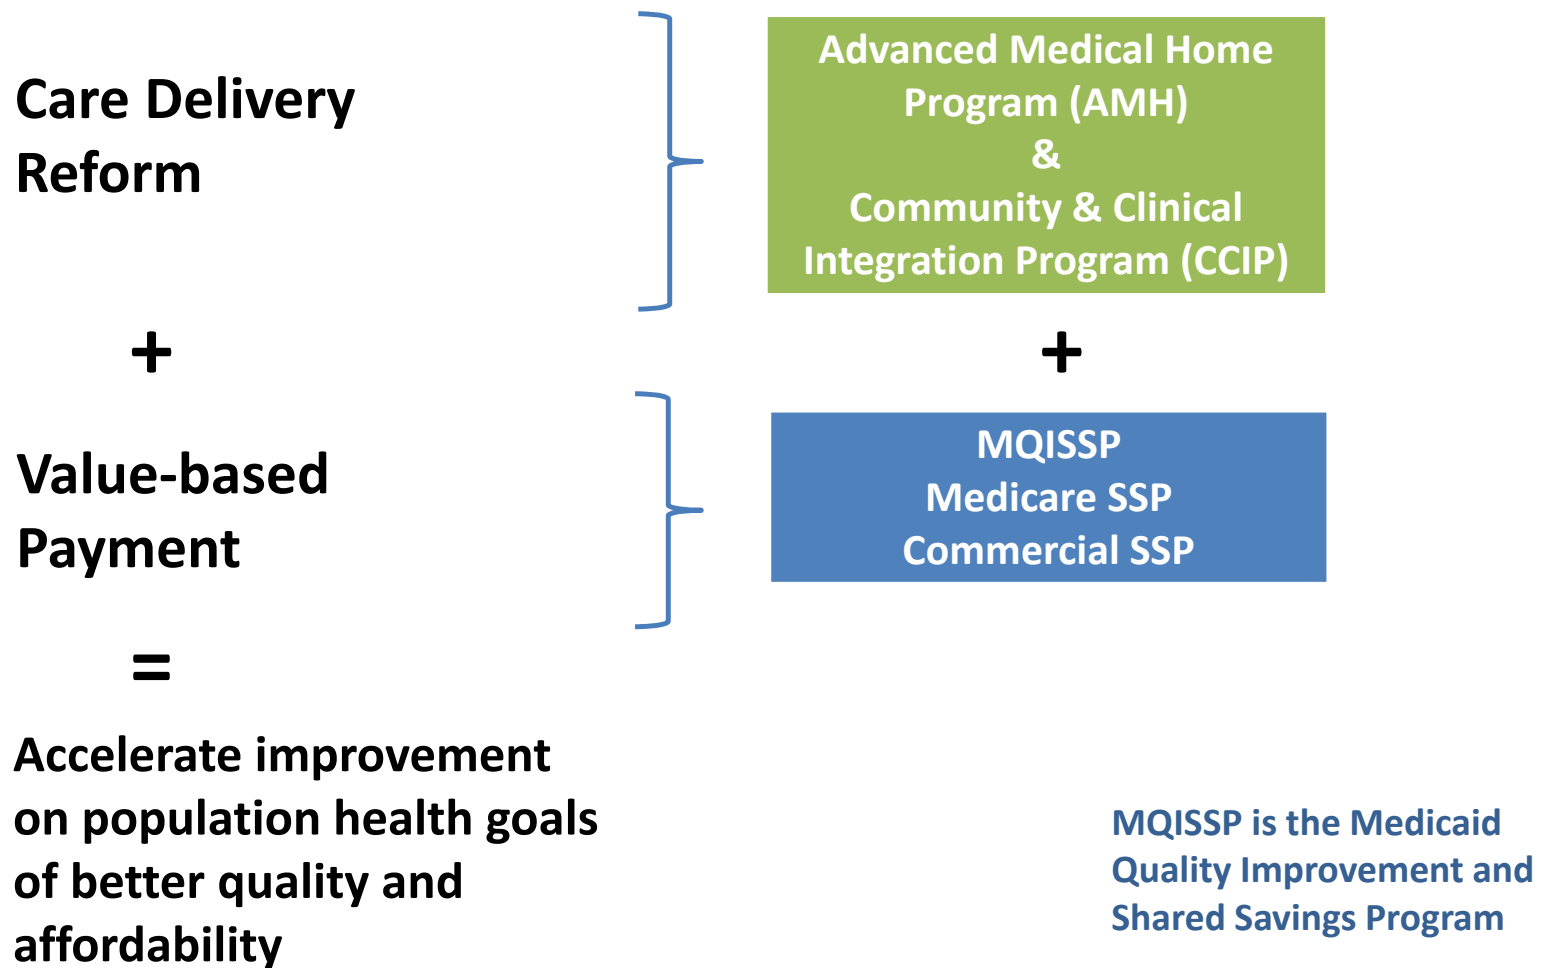 Care Delivery
Reform
Advanced Medical Home
Program (AMH)
&
Community & Clinical
Integration Program (CCIP)
+
+
Value-based
Payment
MQISSP
Medicare SSP
Commercial SSP
=
Accelerate improvement
on population health goals
of better quality and
affordability
MQISSP is the Medicaid
Quality Improvement and
Shared Savings Program